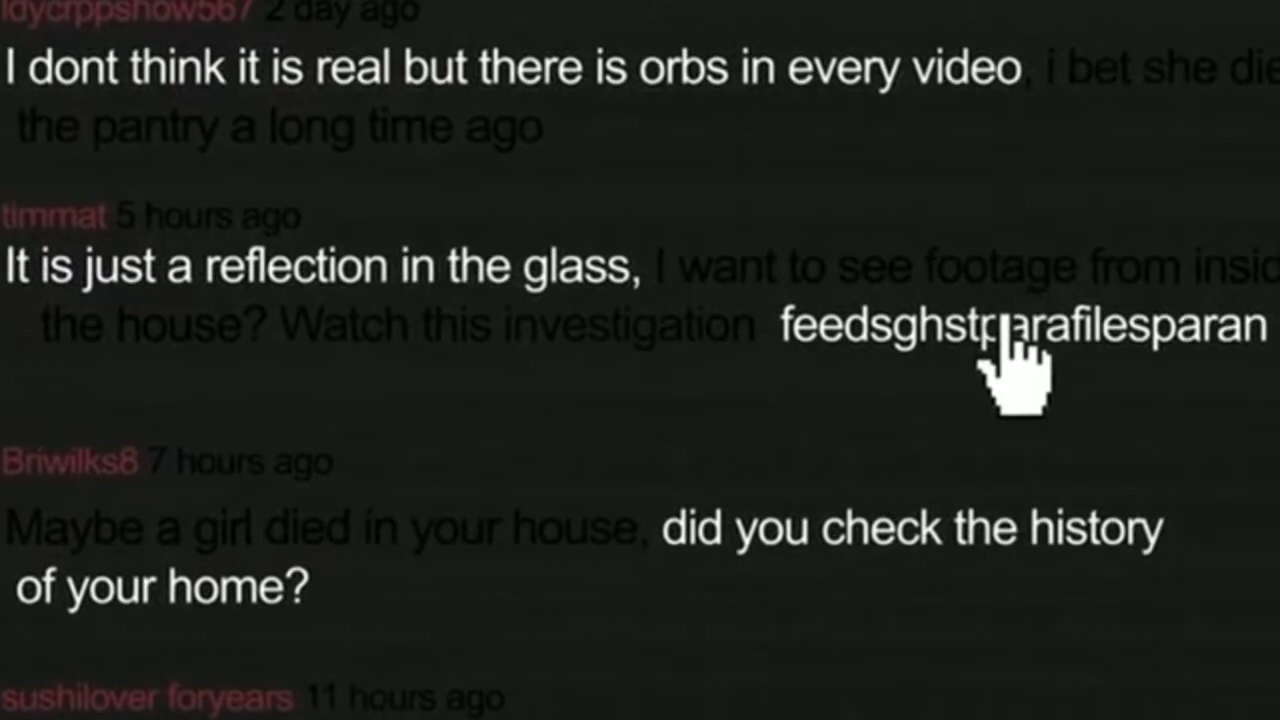 ldycrppshow567 2 day ago
I dont think it is real but there is orbs in every video, i bet she die
the pantry a long time ago
timmat 5 hours ago
It is just a reflection in the glass, I want to see footage from insid
the house? Watch this investigation feedsghstparafilesparan
Briwilks8 7 hours ago
Maybe a girl died in your house, did you check the history
of your home?
sushilover foryears 11 hours ago